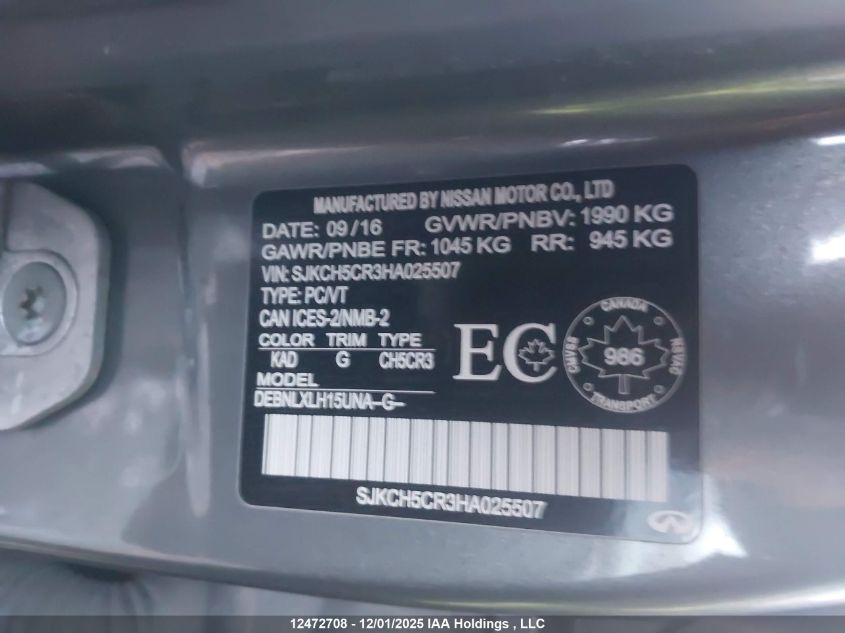 MANUFACTURED BY NISSAN MOTOR CO., LTD
DATE: 09/16 GVWR/PNBV: 1990 KG
GAWR/PNBE FR: 1045 KG RR: 945 KG
VIN: SJKCH5CR3HA025507
TYPE: PC/VT
CAN ICES-2/NMB-2
COLOR TRIM TYPE
KAD G CH5CR3
MODEL
DEBNLXLH15UNA-G-
EC
CANADA
CMVSS 986 NSVAC
TRANSPORT
SJKCH5CR3HA025507
12472708 - 12/01/2025 IAA Holdings , LLC